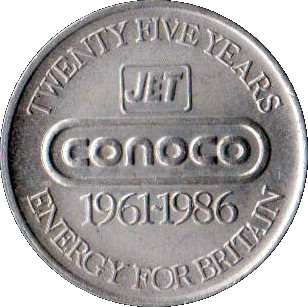 TWENTY FIVE YEARS
JET
CONOCO
1961·1986
ENERGY FOR BRITAIN